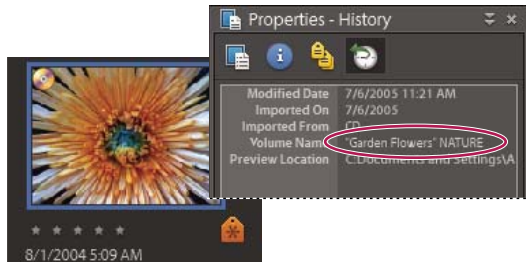 Properties - History
Modified Date 7/6/2005 11:21 AM
Imported On 7/6/2005
Imported From CD
Volume Name "Garden Flowers" NATURE
Preview Location C:Documents and Settings\A
8/1/2004 5:09 AM